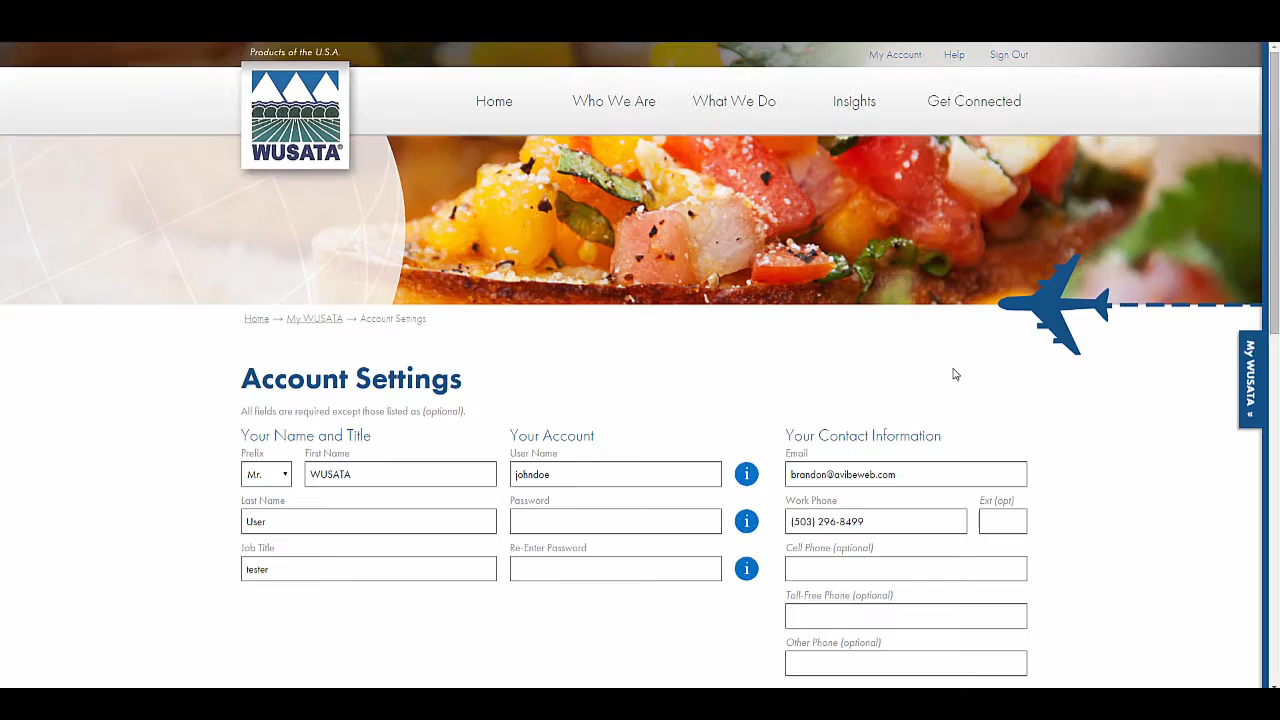 Products of the U.S.A.
My Account Help Sign Out
WUSATA®
Home Who We Are What We Do Insights Get Connected
Home → My WUSATA → Account Settings
My WUSATA «
Account Settings
All fields are required except those listed as (optional).
Your Name and Title Your Account Your Contact Information
Prefix First Name User Name Email
Mr. WUSATA johndoe i brandon@avibeweb.com
Last Name Password Work Phone Ext (opt)
User i (503) 296-8499
Job Title Re-Enter Password Cell Phone (optional)
tester i
Toll-Free Phone (optional)
Other Phone (optional)